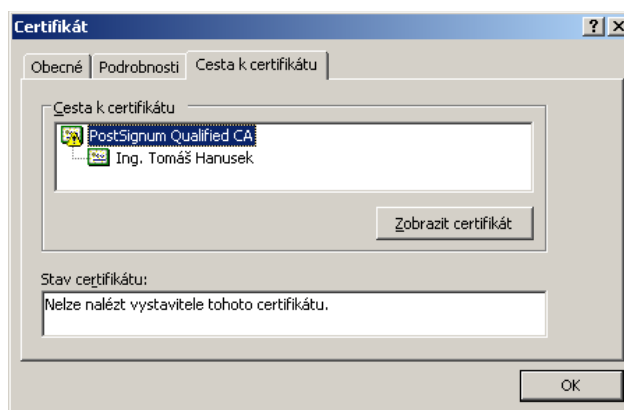 Certifikát
Obecné Podrobnosti Cesta k certifikátu
Cesta k certifikátu
PostSignum Qualified CA
Ing. Tomáš Hanusek
Zobrazit certifikát
Stav certifikátu:
Nelze nalézt vystavitele tohoto certifikátu.
OK